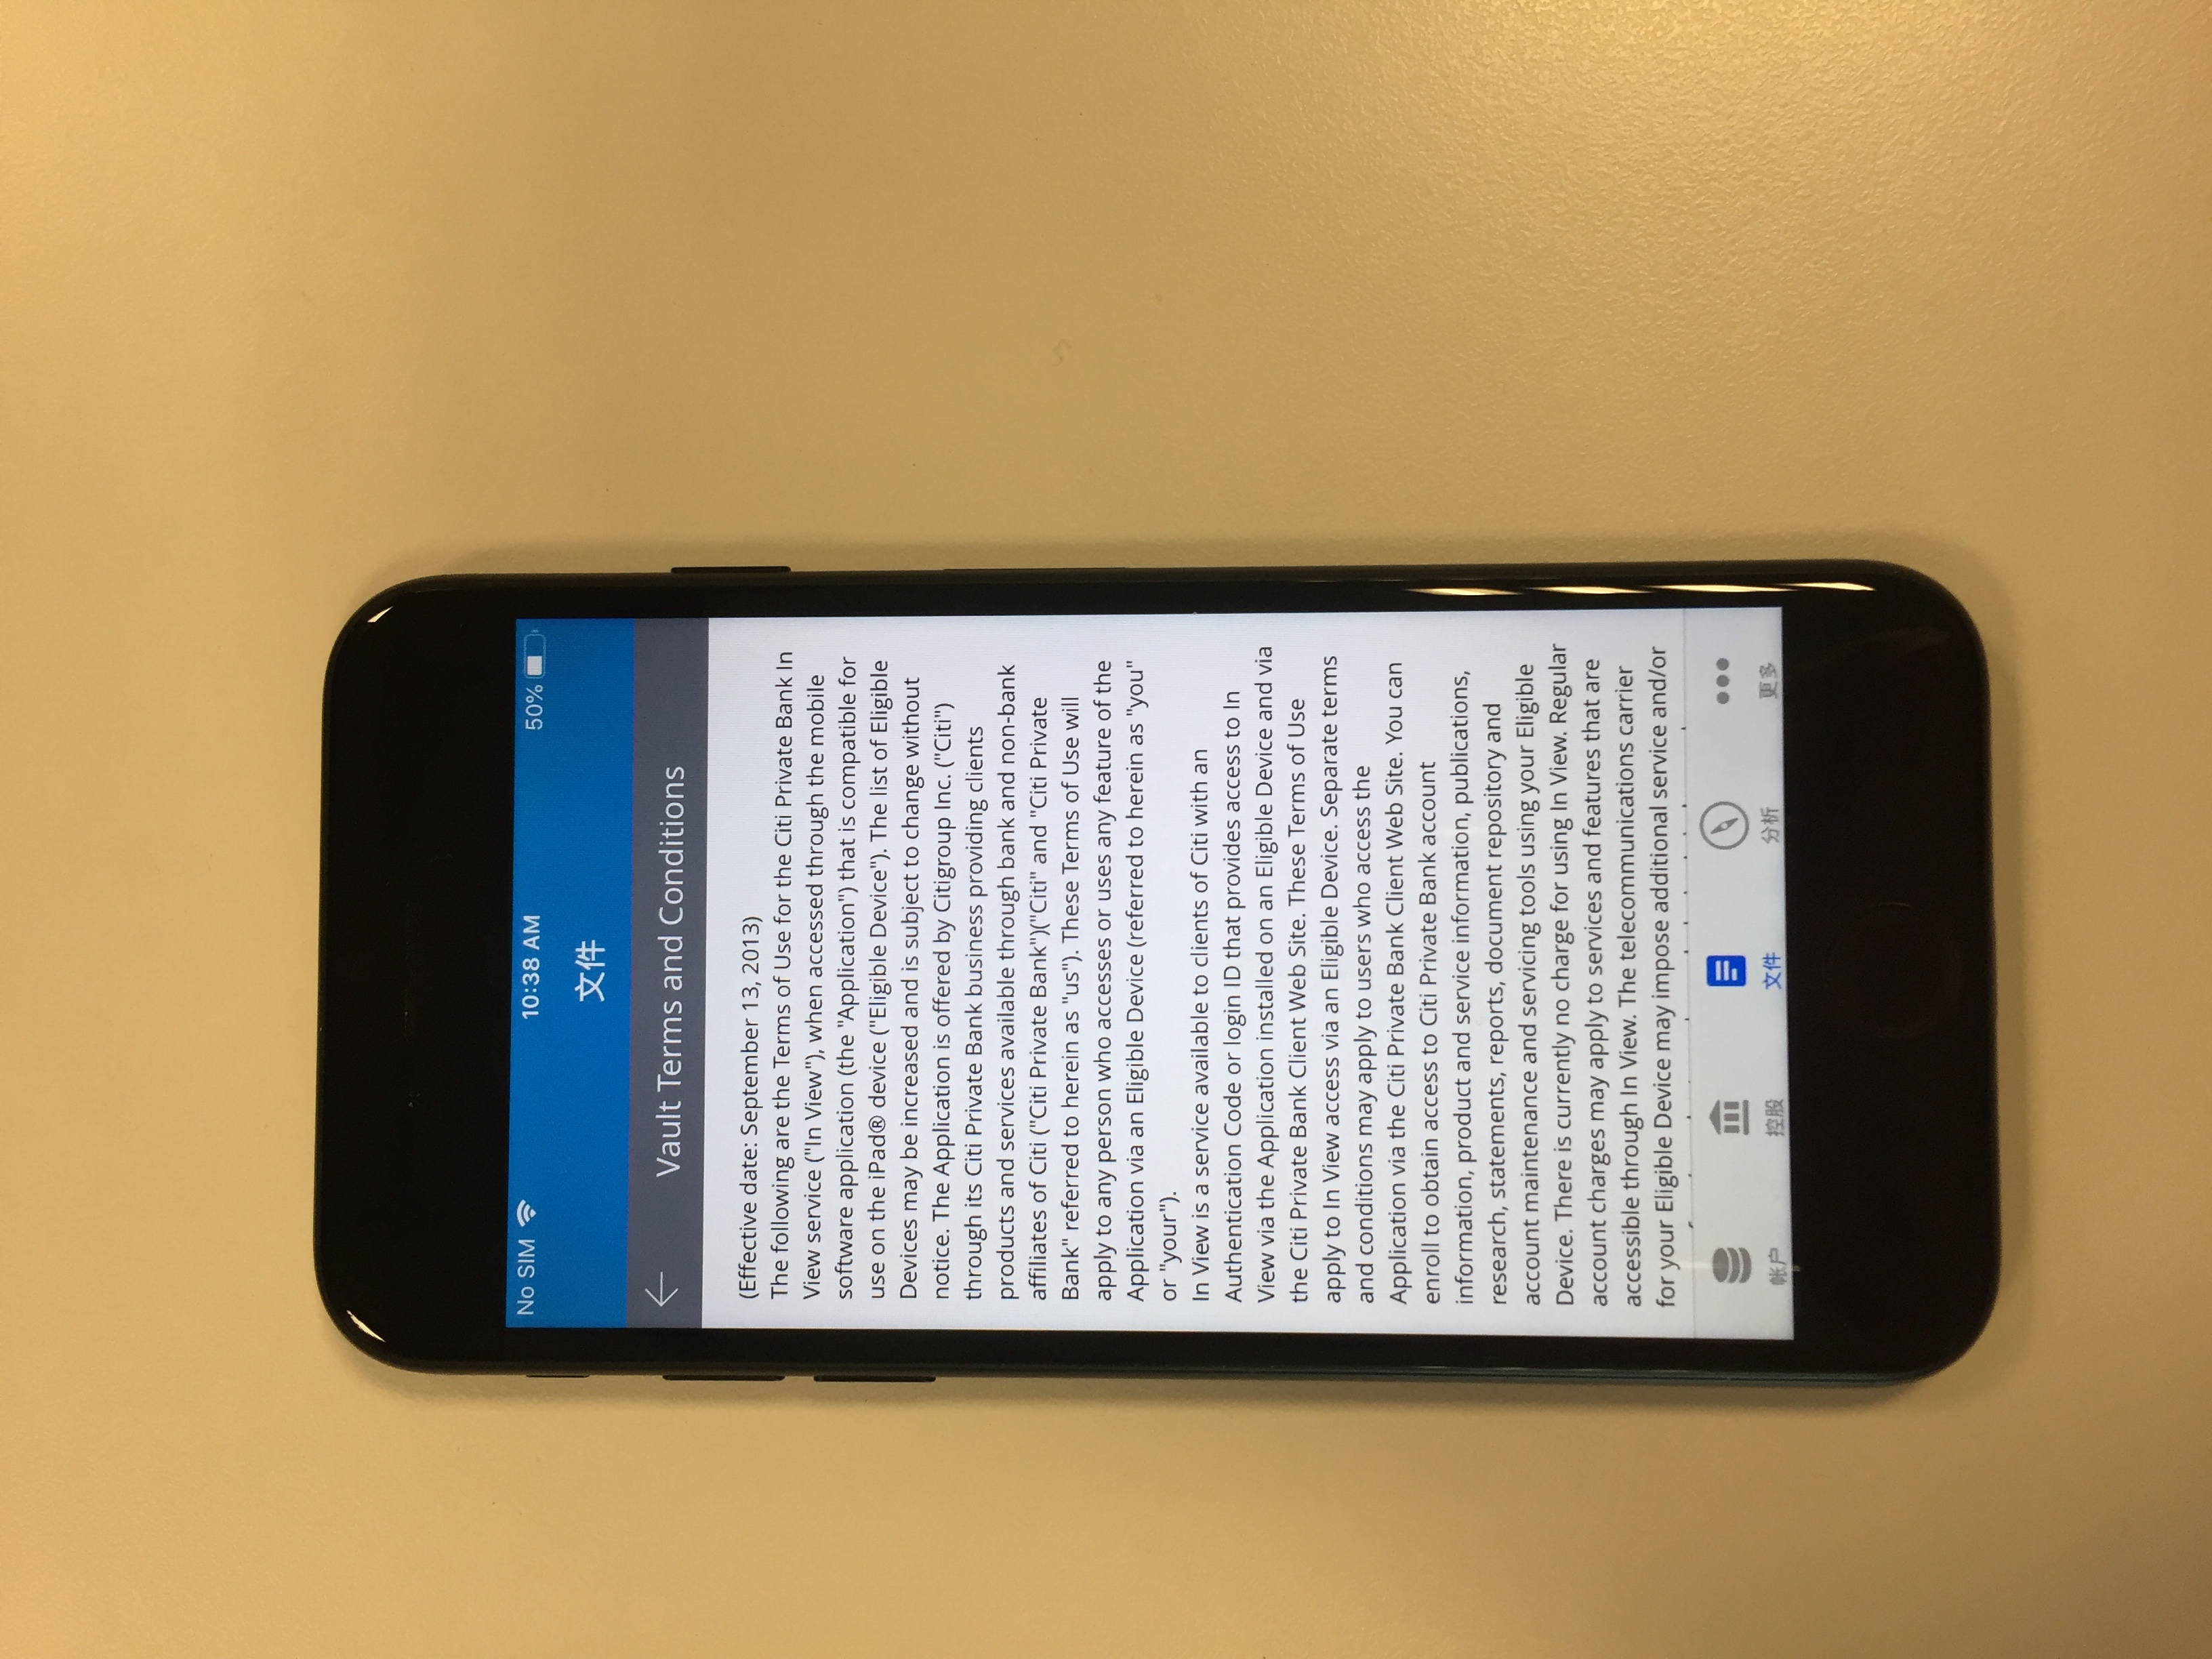 No SIM 10:38 AM 50%
文件
Vault Terms and Conditions
(Effective date: September 13, 2013)
The following are the Terms of Use for the Citi Private Bank In
View service ("In View"), when accessed through the mobile
software application (the "Application") that is compatible for
use on the iPad® device ("Eligible Device"). The list of Eligible
Devices may be increased and is subject to change without
notice. The Application is offered by Citigroup Inc. ("Citi")
through its Citi Private Bank business providing clients
products and services available through bank and non-bank
affiliates of Citi ("Citi Private Bank")("Citi" and "Citi Private
Bank" referred to herein as "us"). These Terms of Use will
apply to any person who accesses or uses any feature of the
Application via an Eligible Device (referred to herein as "you"
or "your").
In View is a service available to clients of Citi with an
Authentication Code or login ID that provides access to In
View via the Application installed on an Eligible Device and via
the Citi Private Bank Client Web Site. These Terms of Use
apply to In View access via an Eligible Device. Separate terms
and conditions may apply to users who access the
Application via the Citi Private Bank Client Web Site. You can
enroll to obtain access to Citi Private Bank account
information, product and service information, publications,
research, statements, reports, document repository and
account maintenance and servicing tools using your Eligible
Device. There is currently no charge for using In View. Regular
account charges may apply to services and features that are
accessible through In View. The telecommunications carrier
for your Eligible Device may impose additional service and/or
帐户 控股 文件 分析 更多